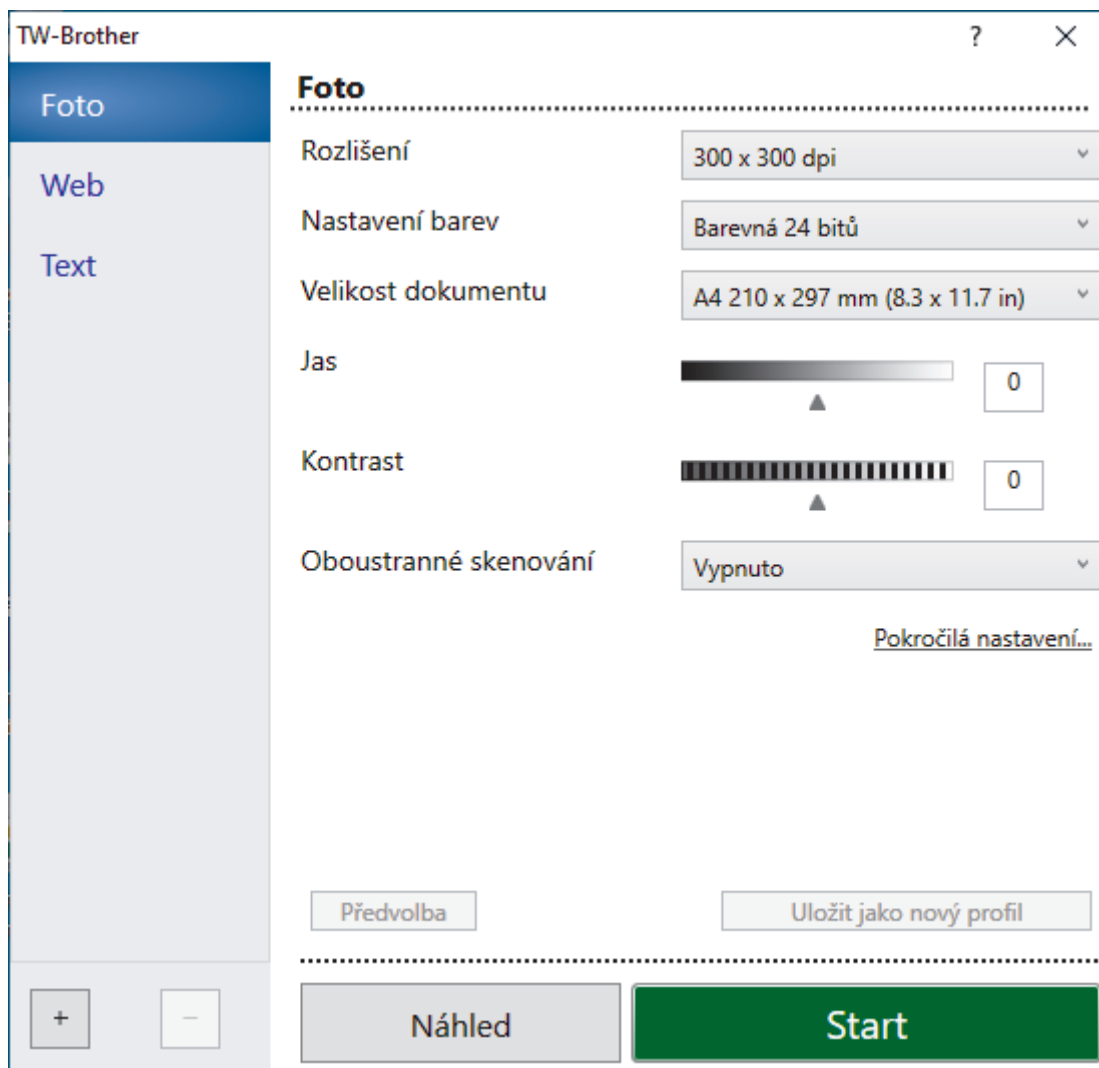 TW-Brother
?
Foto
Web
Text
Foto
Rozlišení
300 x 300 dpi
Nastavení barev
Barevná 24 bitů
Velikost dokumentu
A4 210 x 297 mm (8.3 x 11.7 in)
Jas
0
Kontrast
0
Oboustranné skenování
Vypnuto
Pokročilá nastavení...
Předvolba
Uložit jako nový profil
+
−
Náhled
Start